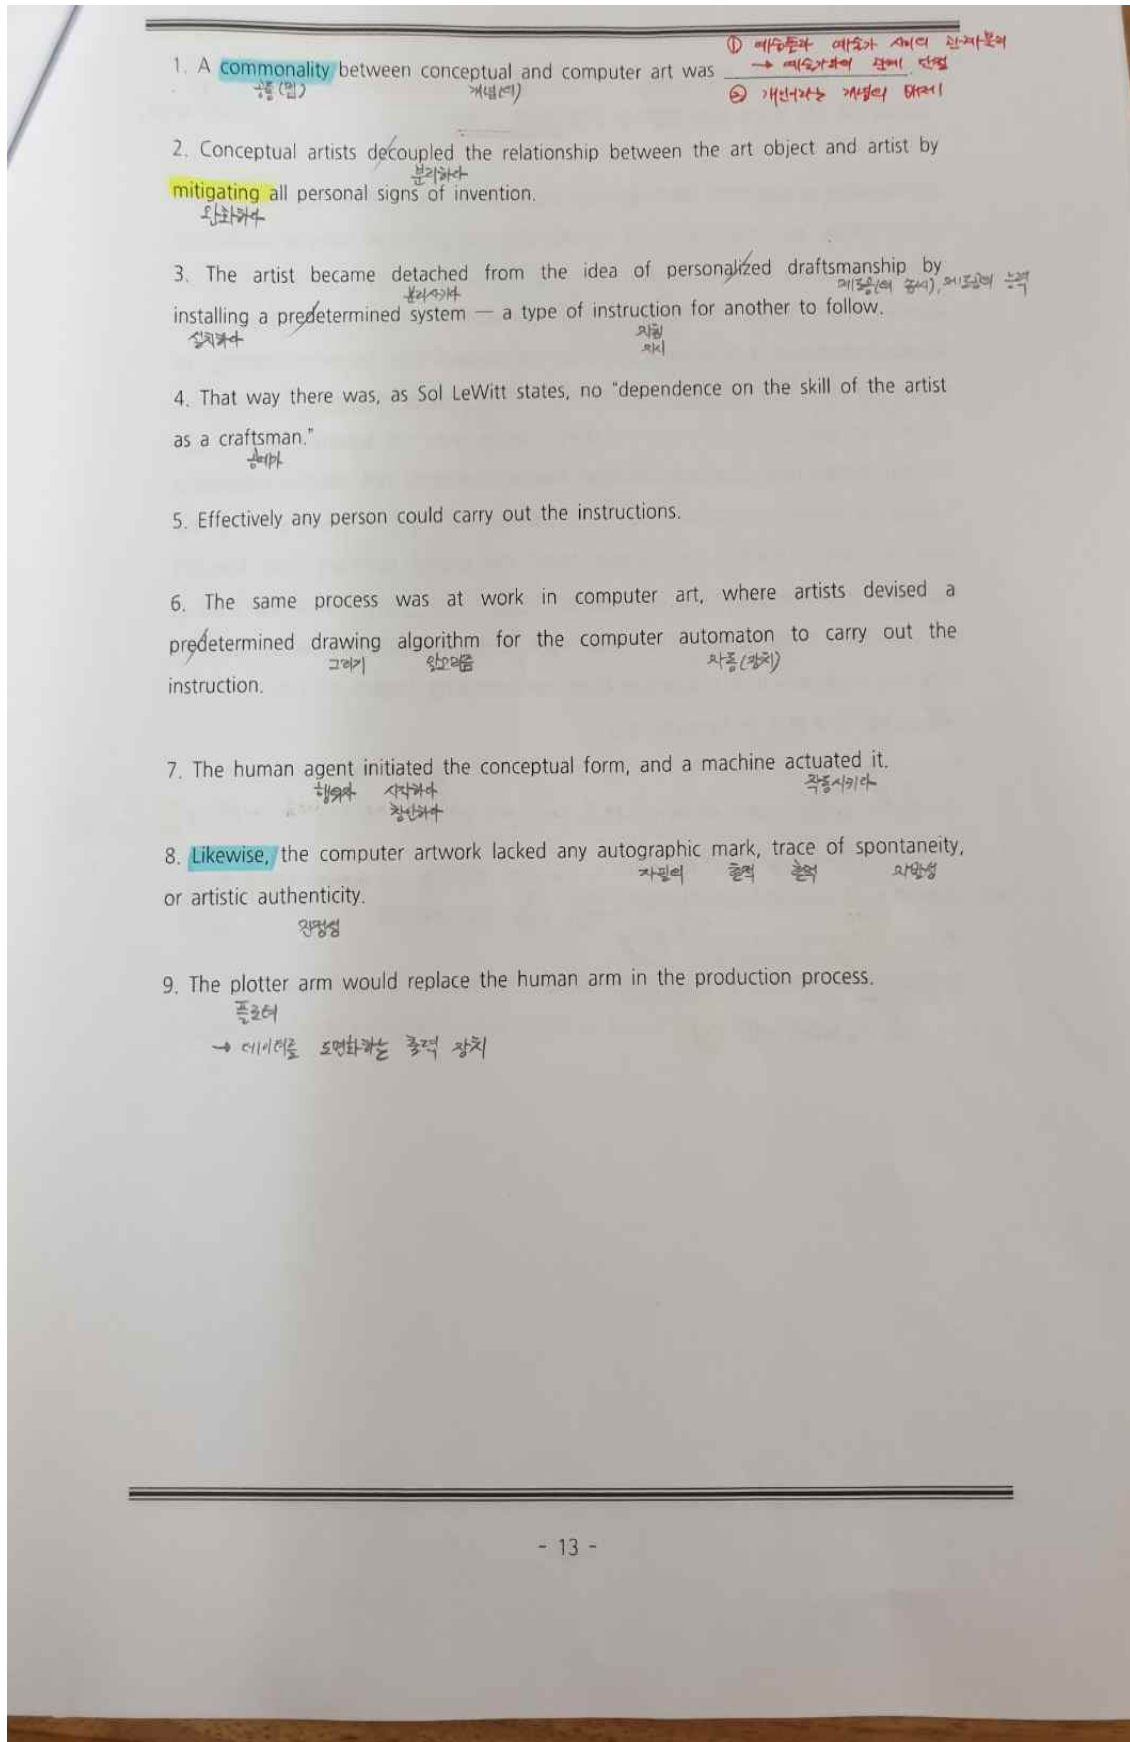 ① 예술품과 예술가 사이의 관계분리
→ 예술가와의 관계 단절
1. A commonality between conceptual and computer art was
공통(점) 개념(적)
② 개인이라는 개념의 억제
2. Conceptual artists decoupled the relationship between the art object and artist by
분리하다
mitigating all personal signs of invention.
완화하다
3. The artist became detached from the idea of personalized draftsmanship by
분리시키다 제도공의 능력
installing a predetermined system — a type of instruction for another to follow.
설치하다 지침
지시
4. That way there was, as Sol LeWitt states, no "dependence on the skill of the artist
as a craftsman."
공예가
5. Effectively any person could carry out the instructions.
6. The same process was at work in computer art, where artists devised a
predetermined drawing algorithm for the computer automaton to carry out the
그리기 알고리즘 자동(장치)
instruction.
7. The human agent initiated the conceptual form, and a machine actuated it.
행위자 시작하다 작동시키다
창안하다
8. Likewise, the computer artwork lacked any autographic mark, trace of spontaneity,
자필의 흔적 흔적 자발성
or artistic authenticity.
진정성
9. The plotter arm would replace the human arm in the production process.
플로터
→ 데이터를 도면화하는 출력 장치
- 13 -